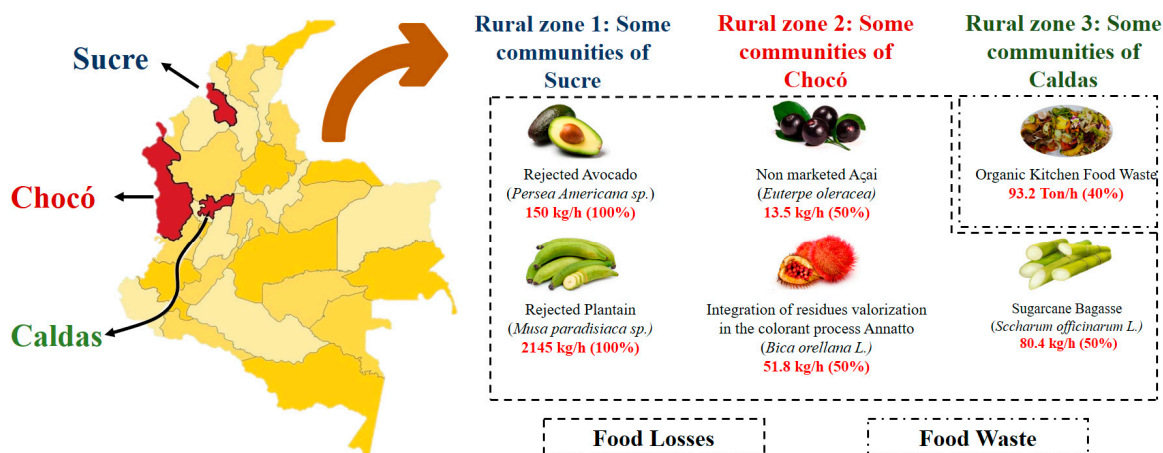 Sucre
Chocó
Caldas
Rural zone 1: Some
communities of
Sucre
Rural zone 2: Some
communities of
Chocó
Rural zone 3: Some
communities of
Caldas
Rejected Avocado
(Persea Americana sp.)
150 kg/h (100%)
Non marketed Açai
(Euterpe oleracea)
13.5 kg/h (50%)
Organic Kitchen Food Waste
93.2 Ton/h (40%)
Rejected Plantain
(Musa paradisiaca sp.)
2145 kg/h (100%)
Integration of residues valorization
in the colorant process Annatto
(Bica orellana L.)
51.8 kg/h (50%)
Sugarcane Bagasse
(Sccharum officinarum L.)
80.4 kg/h (50%)
Food Losses
Food Waste